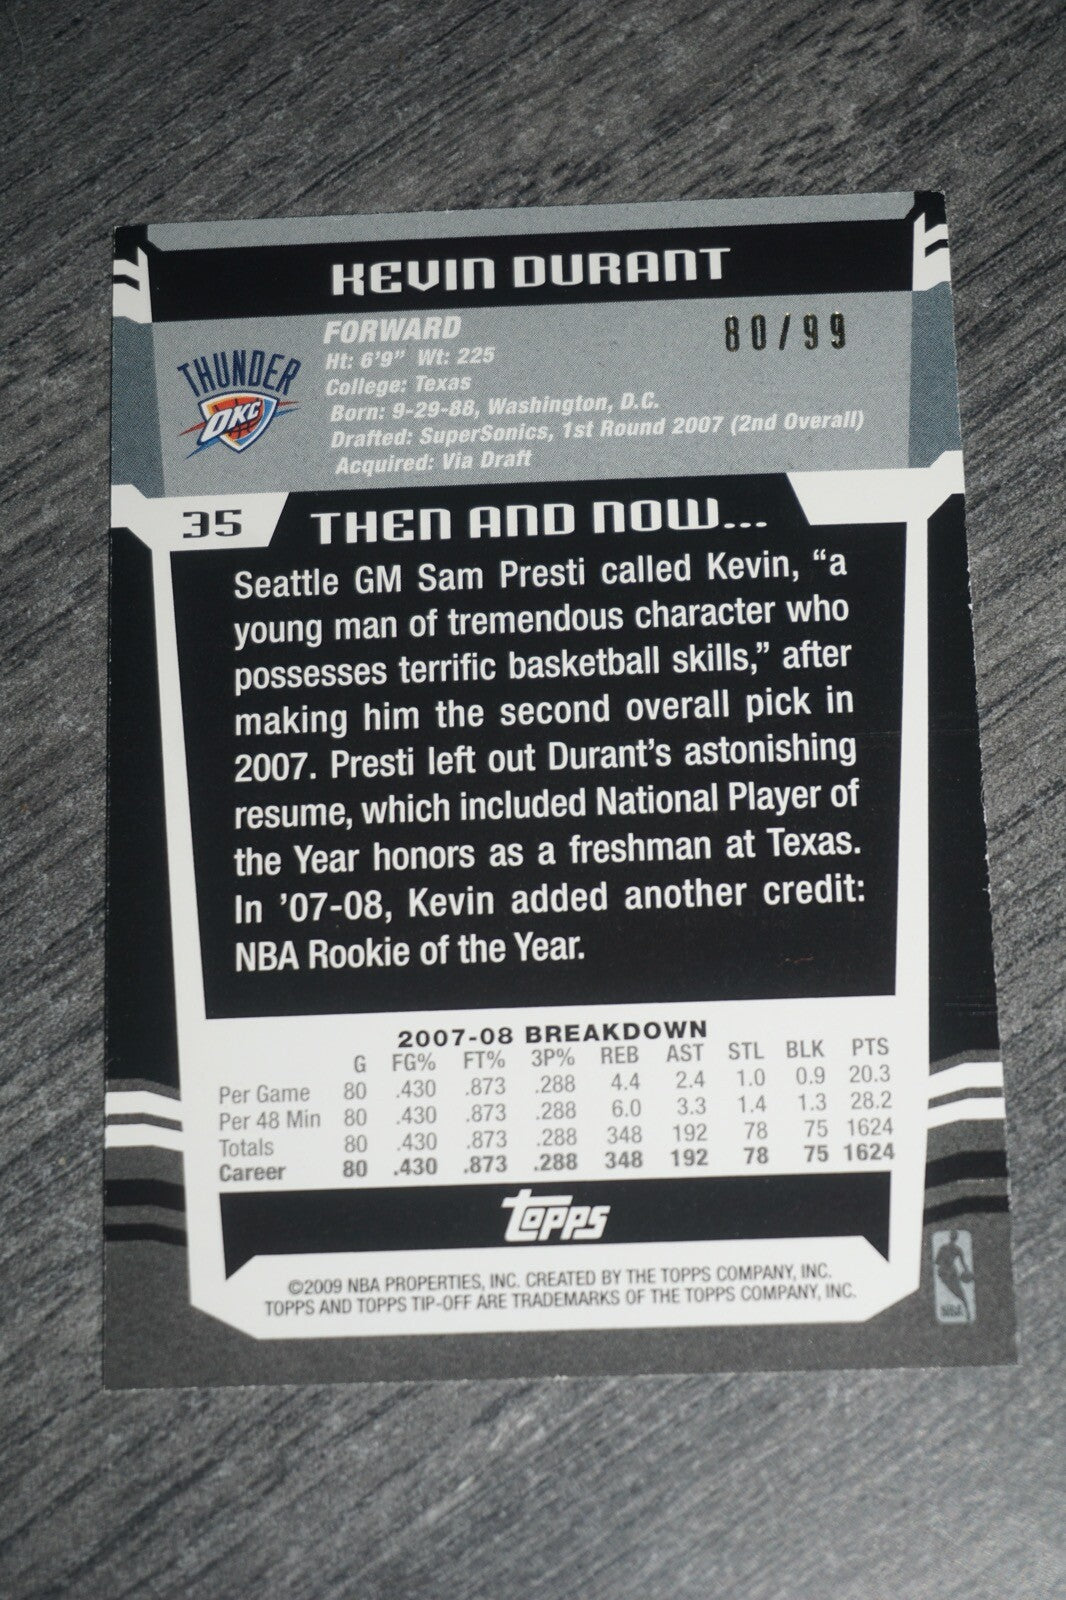 KEVIN DURANT
80/99
THUNDER
OKC
FORWARD
Ht: 6'9" Wt: 225
College: Texas
Born: 9-29-88, Washington, D.C.
Drafted: SuperSonics, 1st Round 2007 (2nd Overall)
Acquired: Via Draft
35
THEN AND NOW...
Seattle GM Sam Presti called Kevin, “a
young man of tremendous character who
possesses terrific basketball skills,” after
making him the second overall pick in
2007. Presti left out Durant’s astonishing
resume, which included National Player of
the Year honors as a freshman at Texas.
In ’07-08, Kevin added another credit:
NBA Rookie of the Year.
2007-08 BREAKDOWN
G FG% FT% 3P% REB AST STL BLK PTS
Per Game 80 .430 .873 .288 4.4 2.4 1.0 0.9 20.3
Per 48 Min 80 .430 .873 .288 6.0 3.3 1.4 1.3 28.2
Totals 80 .430 .873 .288 348 192 78 75 1624
Career 80 .430 .873 .288 348 192 78 75 1624
topps
©2009 NBA PROPERTIES, INC. CREATED BY THE TOPPS COMPANY, INC.
TOPPS AND TOPPS TIP-OFF ARE TRADEMARKS OF THE TOPPS COMPANY, INC.
NBA